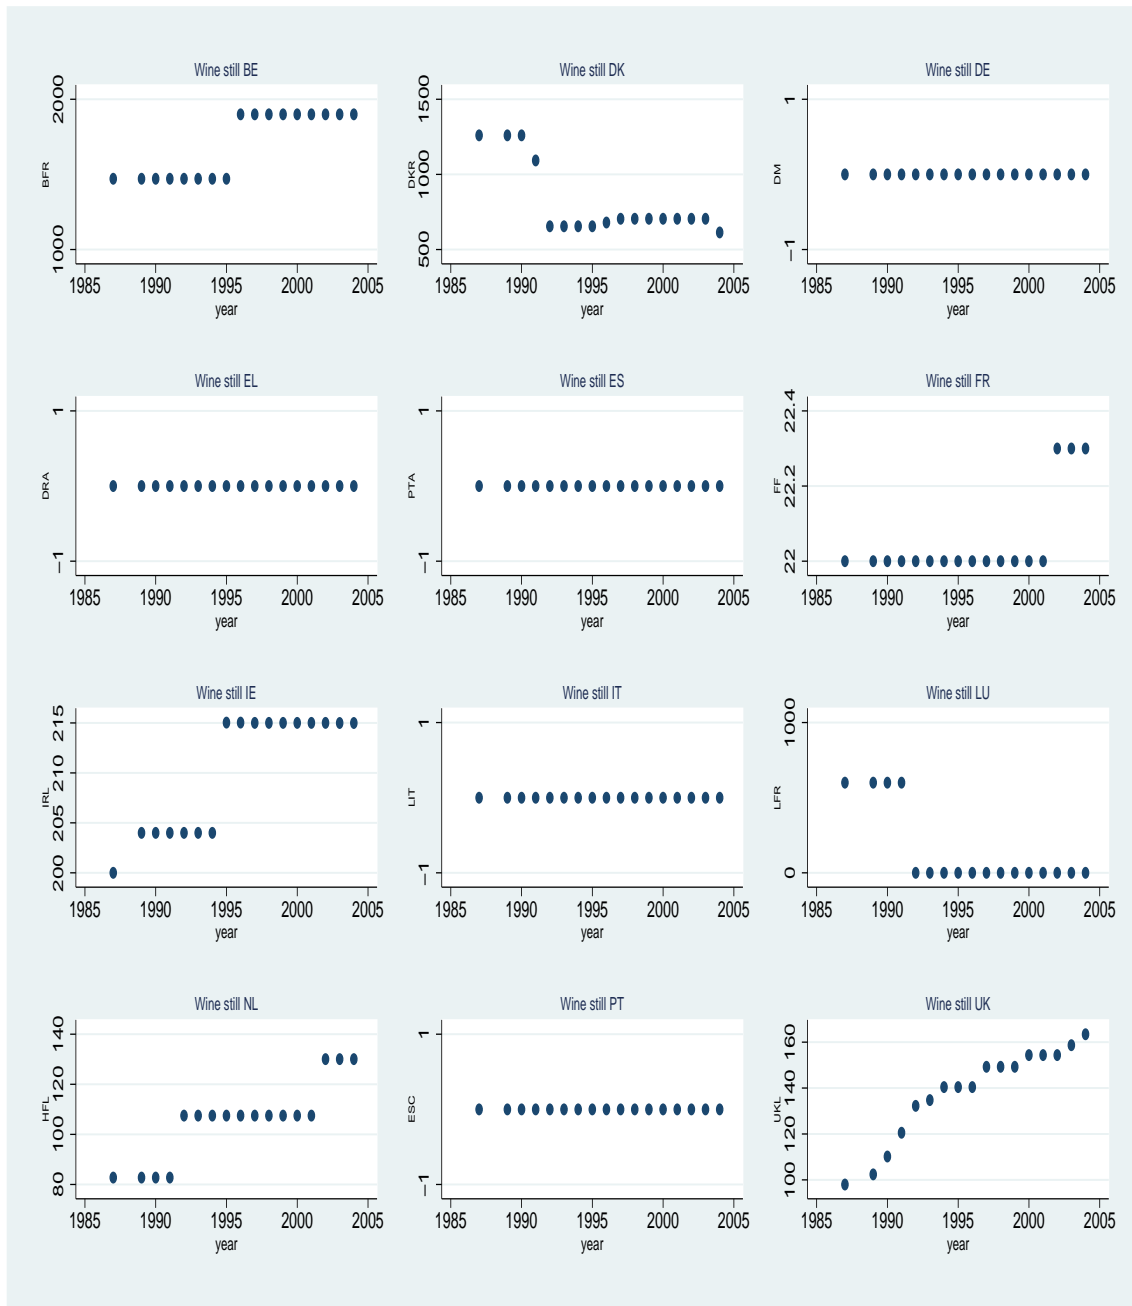 Wine still BE
BFR
2000
1000
1985 1990 1995 2000 2005
year
Wine still DK
DKR
1500
1000
500
1985 1990 1995 2000 2005
year
Wine still DE
DM
1
−1
1985 1990 1995 2000 2005
year
Wine still EL
DRA
1
−1
1985 1990 1995 2000 2005
year
Wine still ES
PTA
1
−1
1985 1990 1995 2000 2005
year
Wine still FR
FF
22.4
22.2
22
1985 1990 1995 2000 2005
year
Wine still IE
IRL
215
210
205
200
1985 1990 1995 2000 2005
year
Wine still IT
LIT
1
−1
1985 1990 1995 2000 2005
year
Wine still LU
LFR
1000
0
1985 1990 1995 2000 2005
year
Wine still NL
HFL
140
120
100
80
1985 1990 1995 2000 2005
year
Wine still PT
ESC
1
−1
1985 1990 1995 2000 2005
year
Wine still UK
UKL
160
140
120
100
1985 1990 1995 2000 2005
year